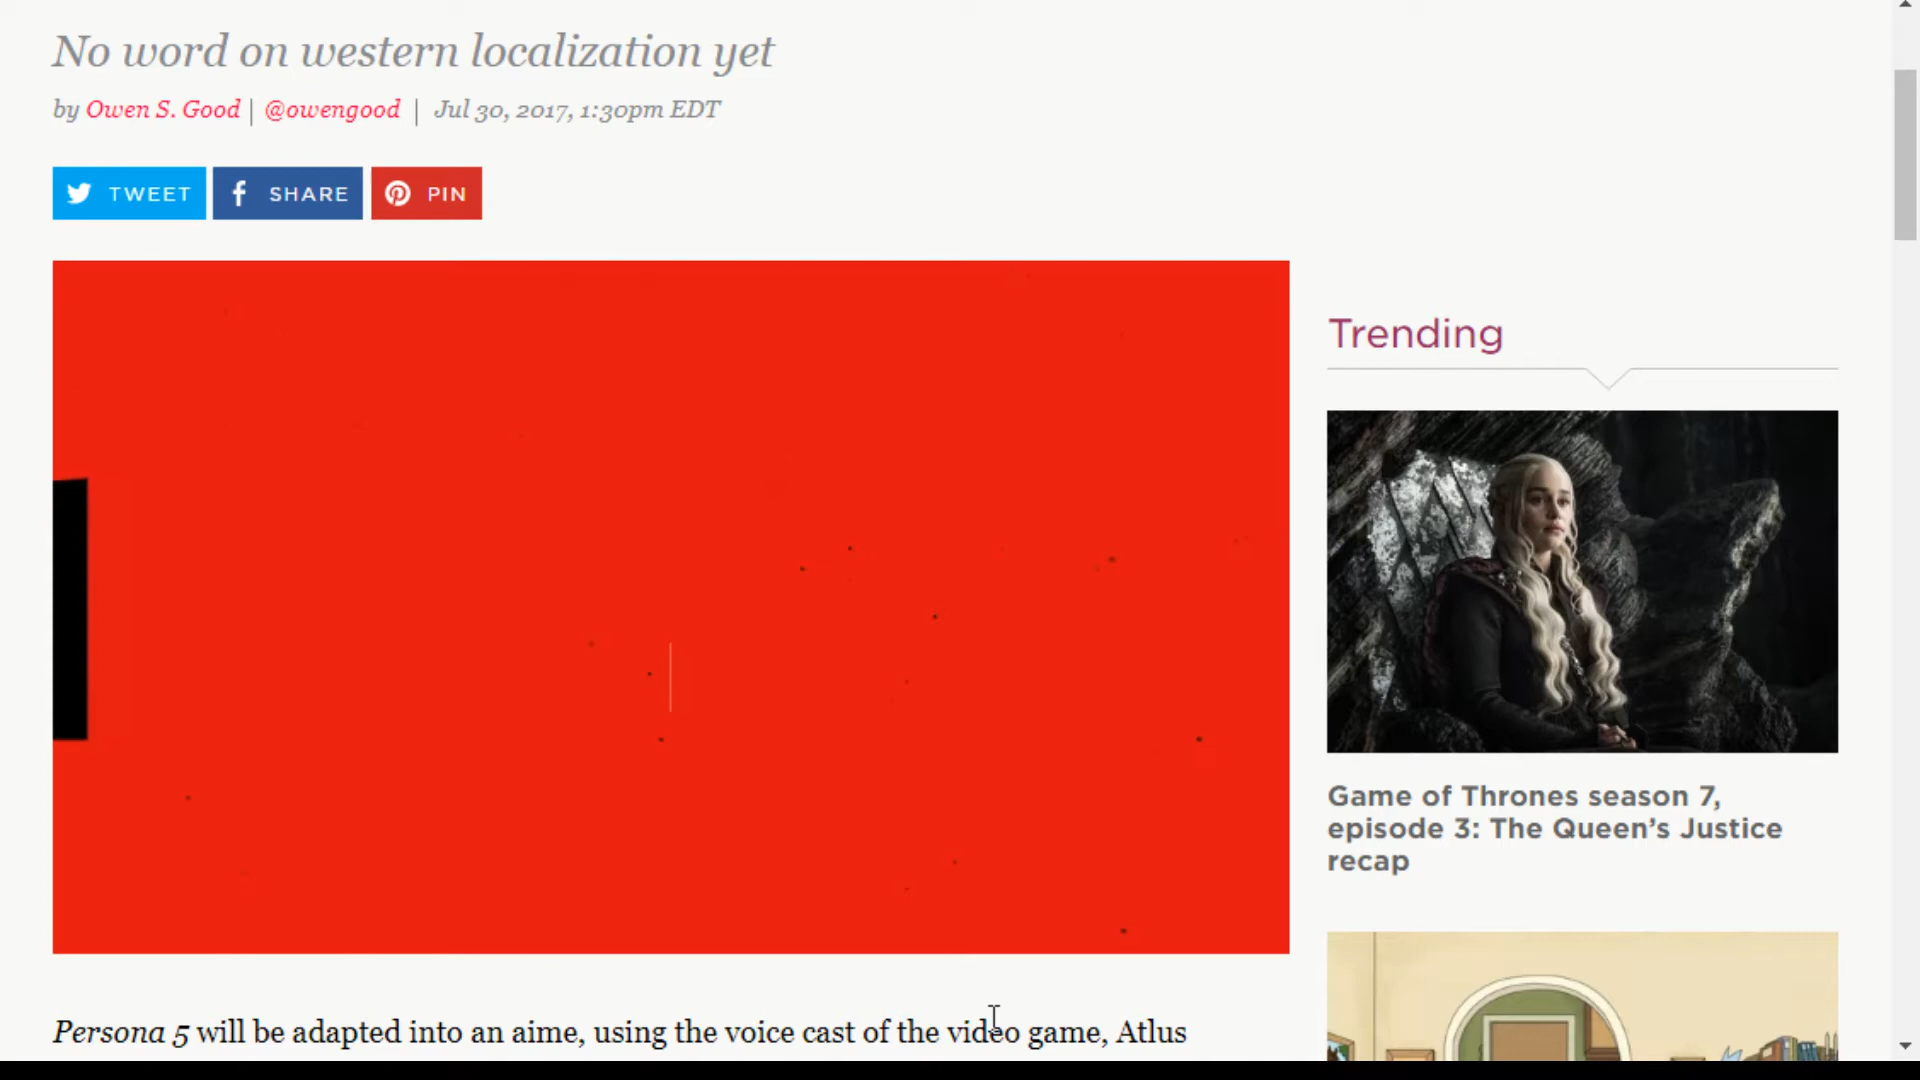 No word on western localization yet
by Owen S. Good | @owengood | Jul 30, 2017, 1:30pm EDT
TWEET
SHARE
PIN
Trending
Game of Thrones season 7,
episode 3: The Queen's Justice
recap
Persona 5 will be adapted into an aime, using the voice cast of the video game, Atlus